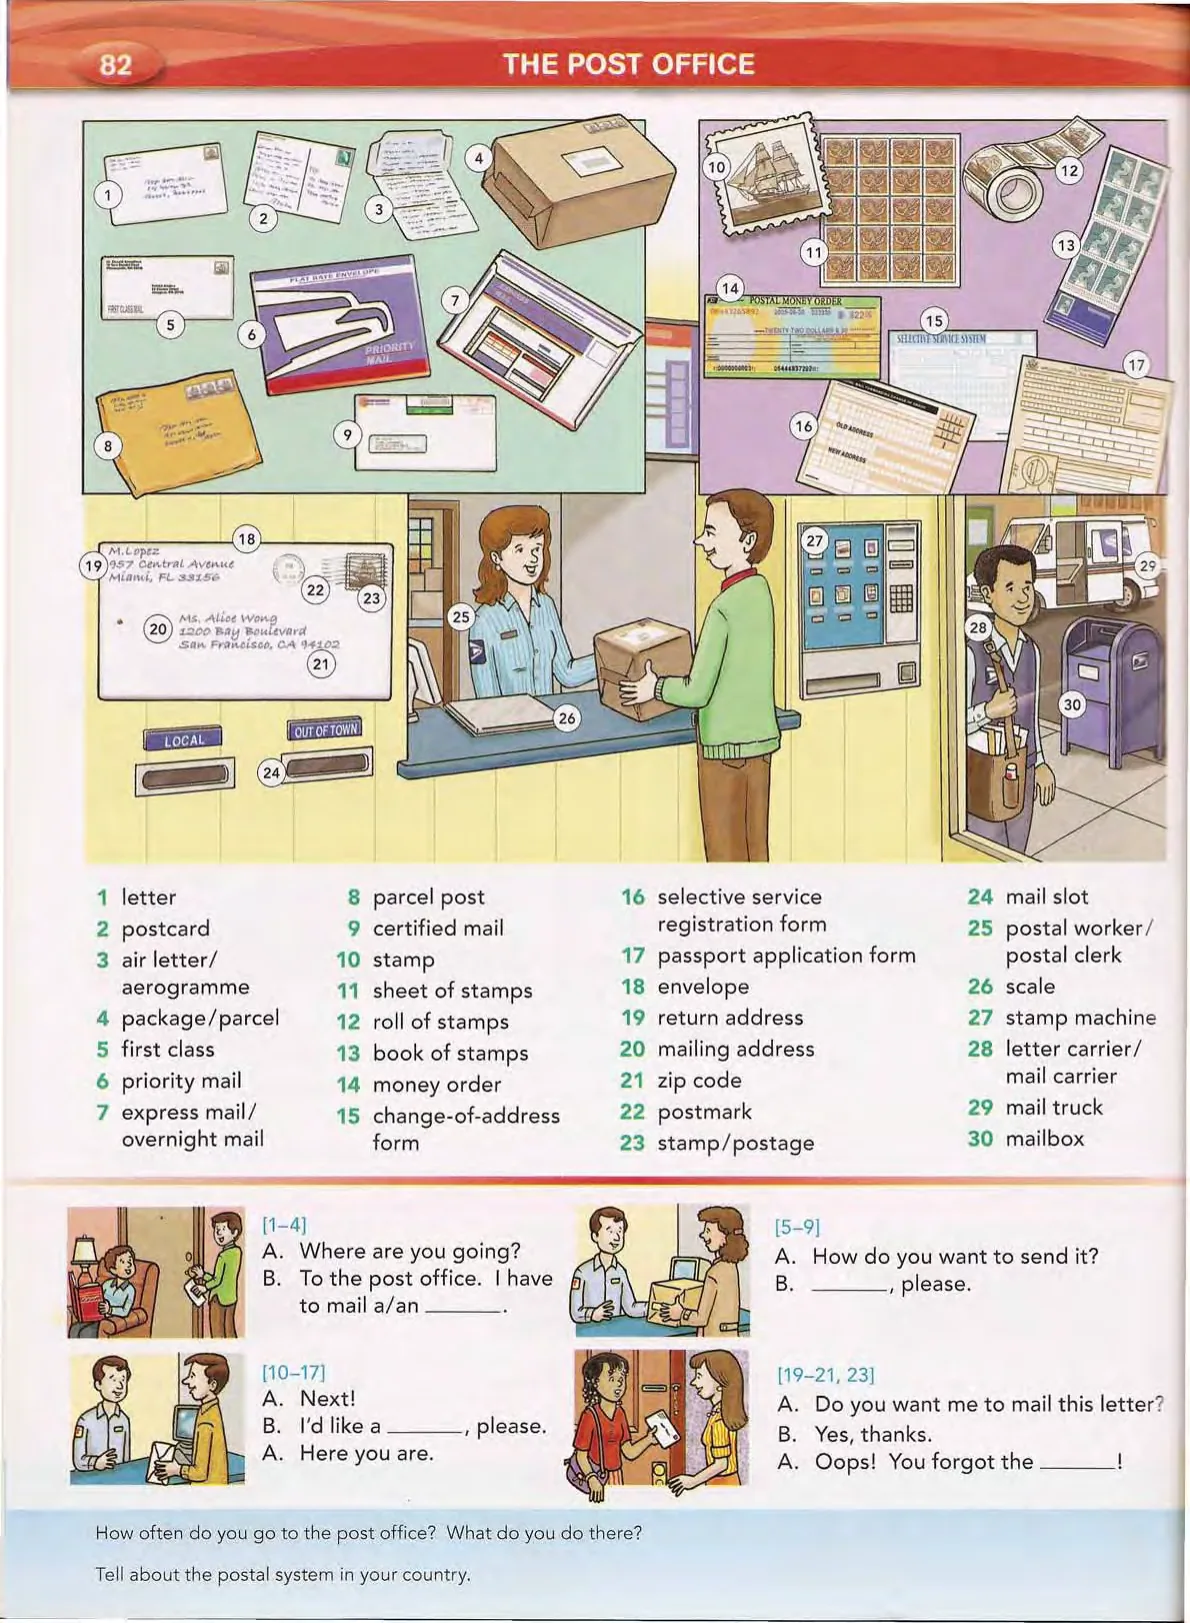 82
THE POST OFFICE
1
2
3
4
5
6
7
8
9
FIRST CLASS MAIL
FLAT RATE ENVELOPE
PRIORITY
MAIL
10
11
12
13
14
15
16
17
POSTAL MONEY ORDER
SELECTIVE SERVICE SYSTEM
OLD ADDRESS
NEW ADDRESS
18
19
M. Lopez
957 Central Avenue
Miami, FL 33156
22
23
20
Ms. Alice Wong
1200 Bay Boulevard
San Francisco, CA 94102
21
LOCAL
OUT OF TOWN
24
25
26
27
28
29
30
1 letter
2 postcard
3 air letter/
aerogramme
4 package/parcel
5 first class
6 priority mail
7 express mail/
overnight mail
8 parcel post
9 certified mail
10 stamp
11 sheet of stamps
12 roll of stamps
13 book of stamps
14 money order
15 change-of-address
form
16 selective service
registration form
17 passport application form
18 envelope
19 return address
20 mailing address
21 zip code
22 postmark
23 stamp/postage
24 mail slot
25 postal worker/
postal clerk
26 scale
27 stamp machine
28 letter carrier/
mail carrier
29 mail truck
30 mailbox
[1–4]
A. Where are you going?
B. To the post office. I have
to mail a/an ______.
[5–9]
A. How do you want to send it?
B. ______, please.
[10–17]
A. Next!
B. I'd like a ______, please.
A. Here you are.
[19–21, 23]
A. Do you want me to mail this letter?
B. Yes, thanks.
A. Oops! You forgot the ______!
How often do you go to the post office? What do you do there?
Tell about the postal system in your country.